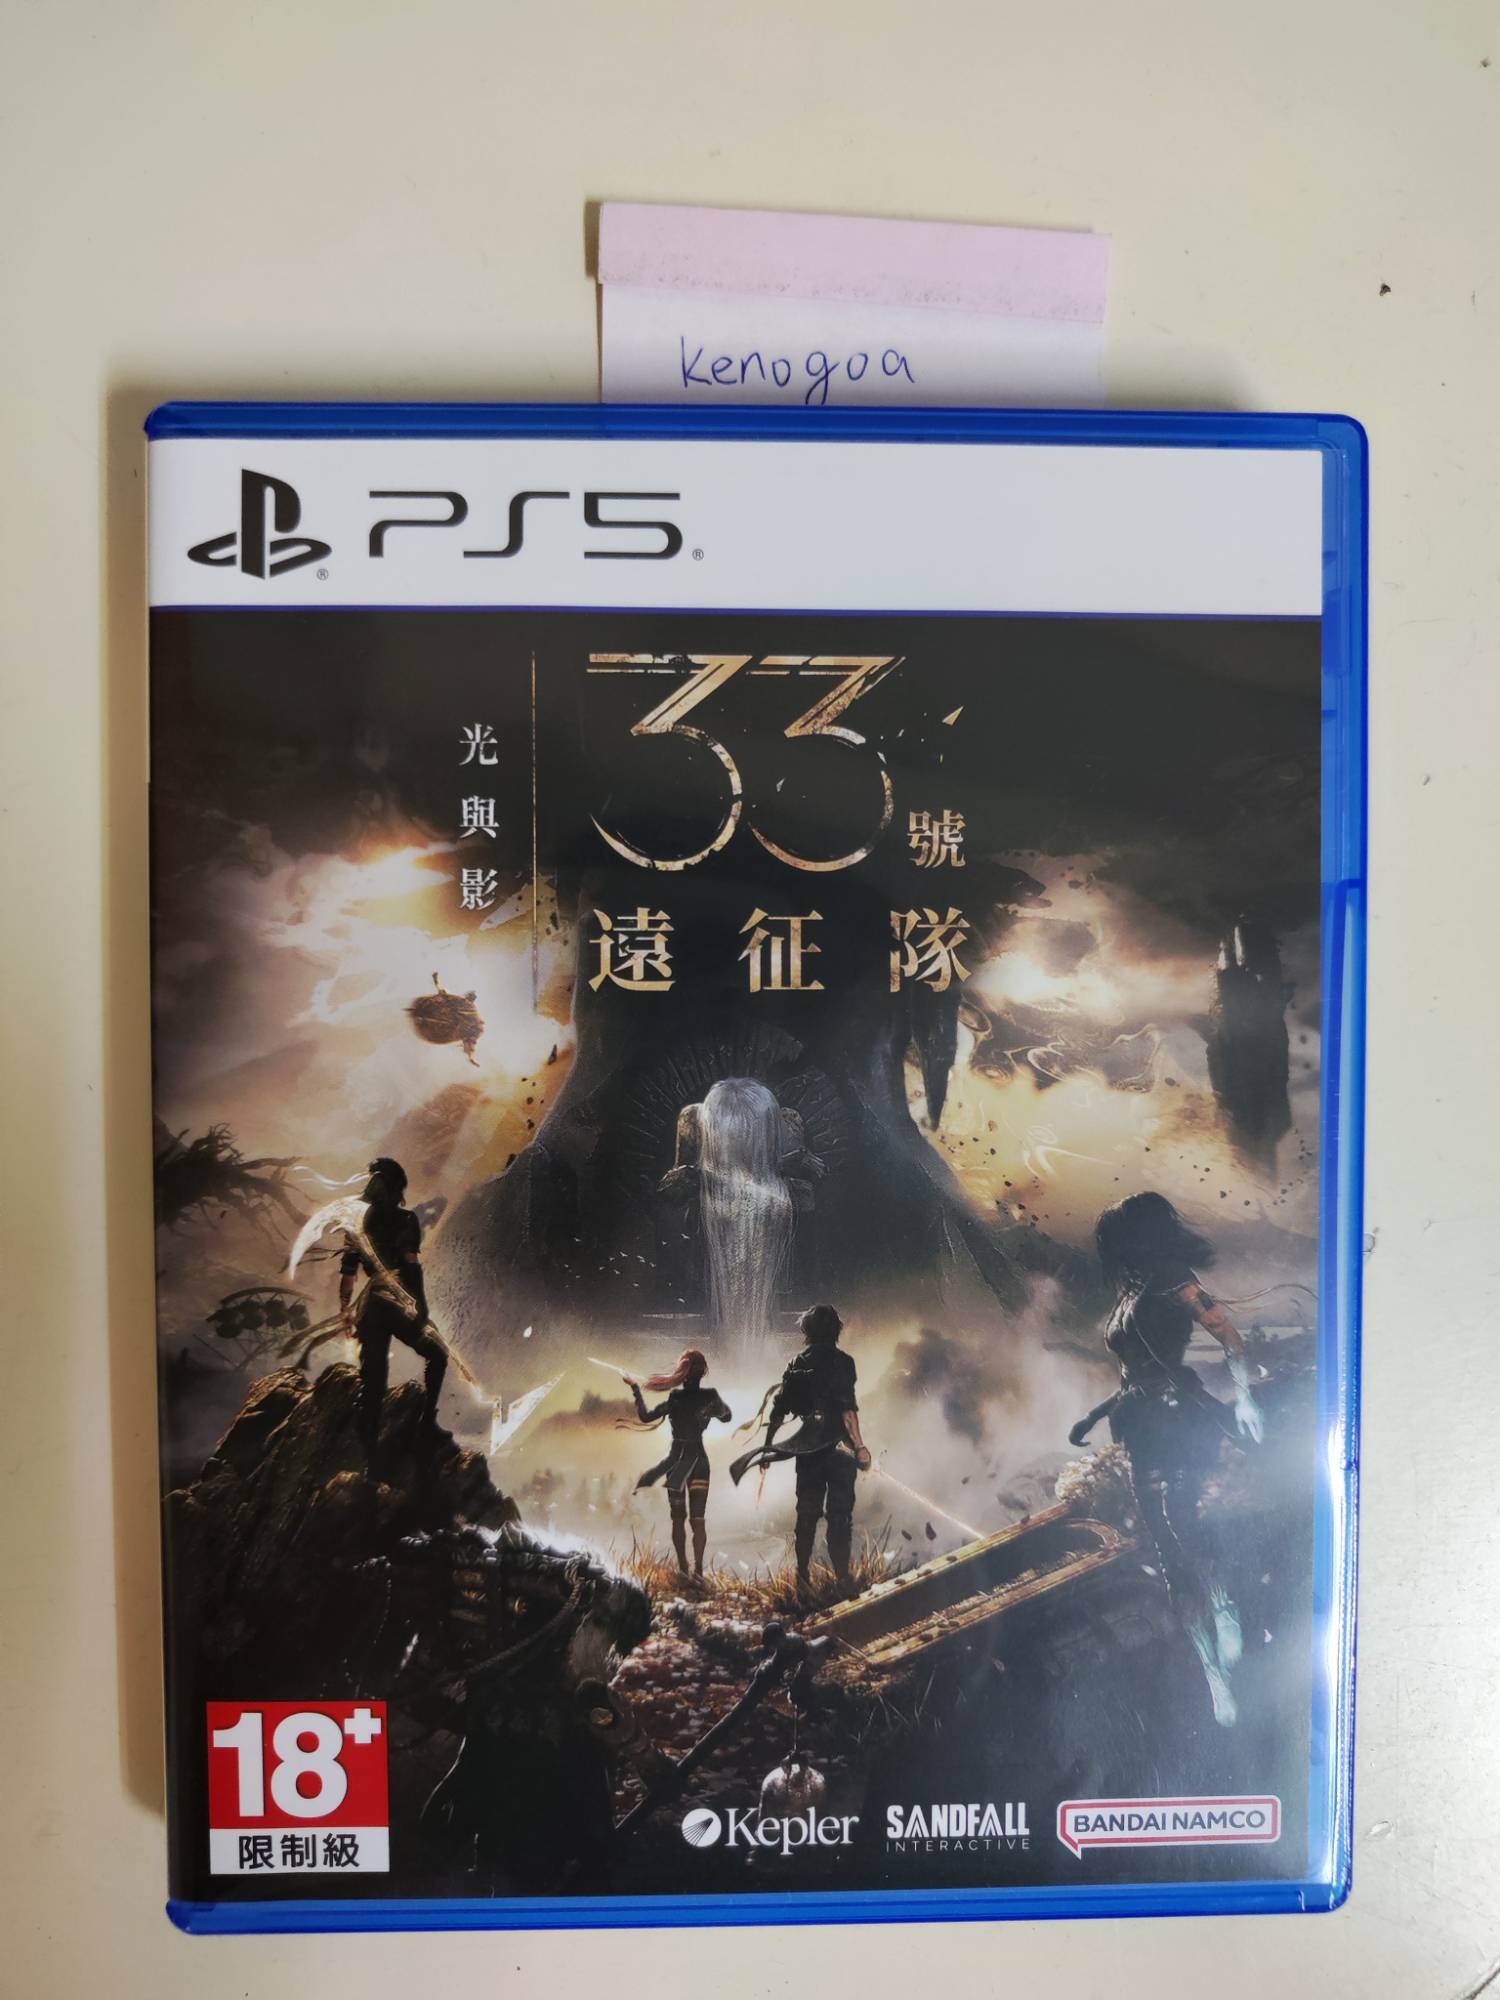 kenogoa
PS5
光與影
33號
遠征隊
18+
限制級
Kepler
SANDFALL
INTERACTIVE
BANDAI NAMCO